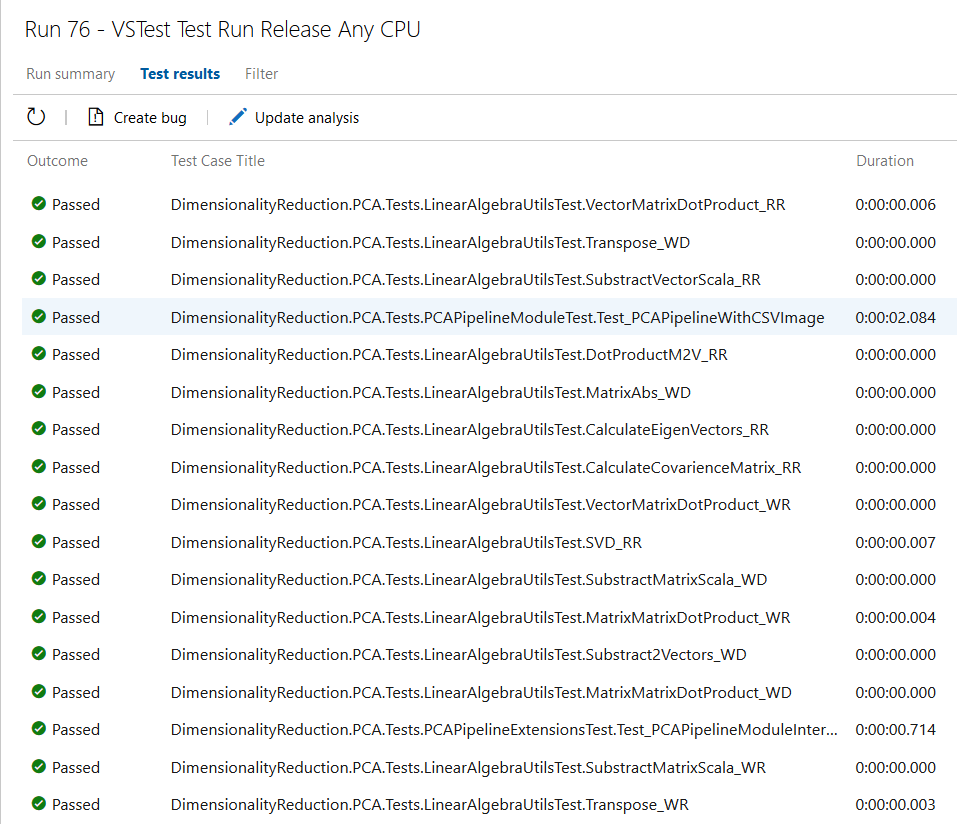 Run 76 - VSTest Test Run Release Any CPU
Run summary Test results Filter
Create bug Update analysis
Outcome Test Case Title Duration
Passed DimensionalityReduction.PCA.Tests.LinearAlgebraUtilsTest.VectorMatrixDotProduct_RR 0:00:00.006
Passed DimensionalityReduction.PCA.Tests.LinearAlgebraUtilsTest.Transpose_WD 0:00:00.000
Passed DimensionalityReduction.PCA.Tests.LinearAlgebraUtilsTest.SubstractVectorScala_RR 0:00:00.000
Passed DimensionalityReduction.PCA.Tests.PCAPipelineModuleTest.Test_PCAPipelineWithCSVImage 0:00:02.084
Passed DimensionalityReduction.PCA.Tests.LinearAlgebraUtilsTest.DotProductM2V_RR 0:00:00.000
Passed DimensionalityReduction.PCA.Tests.LinearAlgebraUtilsTest.MatrixAbs_WD 0:00:00.000
Passed DimensionalityReduction.PCA.Tests.LinearAlgebraUtilsTest.CalculateEigenVectors_RR 0:00:00.000
Passed DimensionalityReduction.PCA.Tests.LinearAlgebraUtilsTest.CalculateCovarienceMatrix_RR 0:00:00.000
Passed DimensionalityReduction.PCA.Tests.LinearAlgebraUtilsTest.VectorMatrixDotProduct_WR 0:00:00.000
Passed DimensionalityReduction.PCA.Tests.LinearAlgebraUtilsTest.SVD_RR 0:00:00.007
Passed DimensionalityReduction.PCA.Tests.LinearAlgebraUtilsTest.SubstractMatrixScala_WD 0:00:00.000
Passed DimensionalityReduction.PCA.Tests.LinearAlgebraUtilsTest.MatrixMatrixDotProduct_WR 0:00:00.004
Passed DimensionalityReduction.PCA.Tests.LinearAlgebraUtilsTest.Substract2Vectors_WD 0:00:00.000
Passed DimensionalityReduction.PCA.Tests.LinearAlgebraUtilsTest.MatrixMatrixDotProduct_WD 0:00:00.000
Passed DimensionalityReduction.PCA.Tests.PCAPipelineExtensionsTest.Test_PCAPipelineModuleInter... 0:00:00.714
Passed DimensionalityReduction.PCA.Tests.LinearAlgebraUtilsTest.SubstractMatrixScala_WR 0:00:00.000
Passed DimensionalityReduction.PCA.Tests.LinearAlgebraUtilsTest.Transpose_WR 0:00:00.003